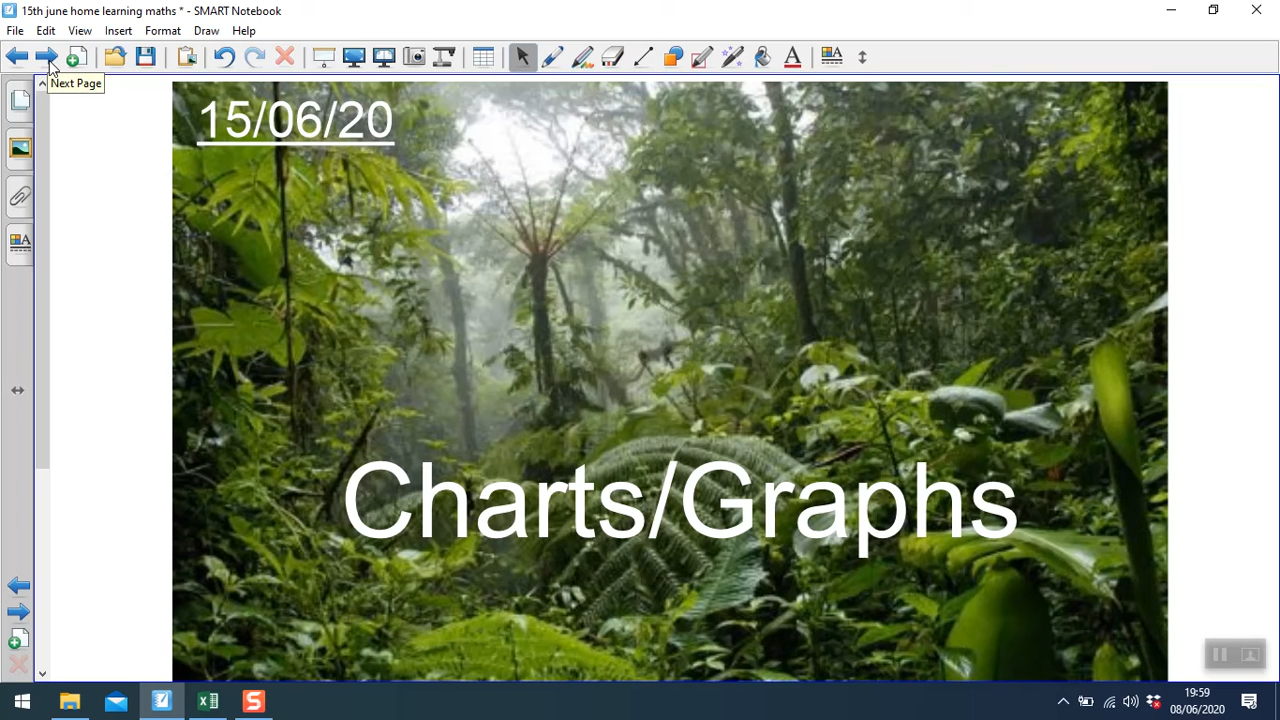 15th june home learning maths * - SMART Notebook
File Edit View Insert Format Draw Help
Next Page
15/06/20
Charts/Graphs
19:59
08/06/2020